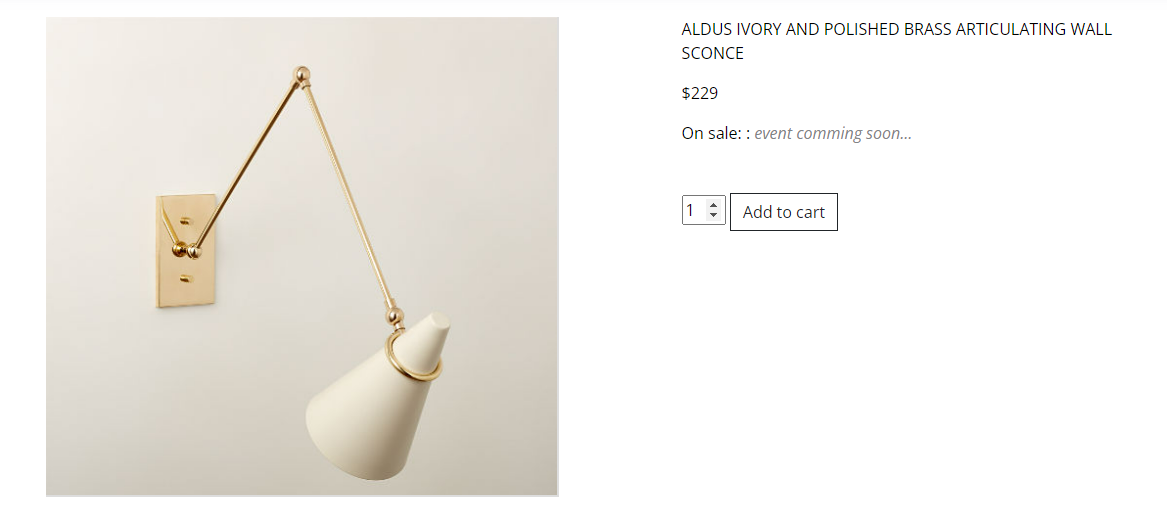 ALDUS IVORY AND POLISHED BRASS ARTICULATING WALL
SCONCE
$229
On sale: : event comming soon...
1
Add to cart